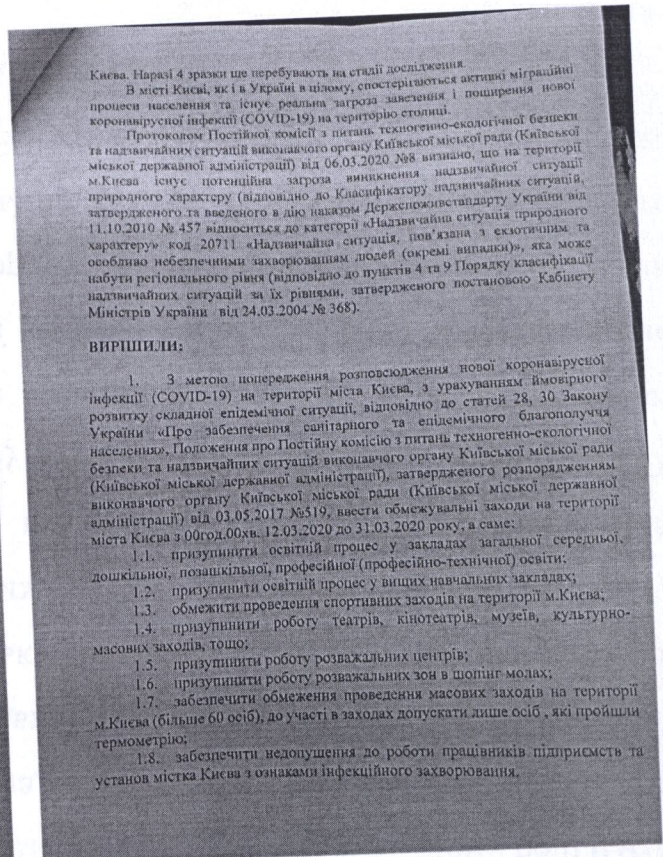 Києва. Наразі 4 зразки ще перебувають на стадії дослідження.
В місті Києві, як і в Україні в цілому, спостерігаються активні міграційні
процеси населення та існує реальна загроза завезення і поширення нової
коронавірусної інфекції (COVID-19) на територію столиці.
Протоколом Постійної комісії з питань техногенно-екологічної безпеки
та надзвичайних ситуацій виконавчого органу Київської міської ради (Київської
міської державної адміністрації) від 06.03.2020 №8 визнано, що на території
м.Києва існує потенційна загроза виникнення надзвичайної ситуації
природного характеру (відповідно до Класифікатору надзвичайних ситуацій,
затвердженого та введеного в дію наказом Держспоживстандарту України від
11.10.2010 № 457 відноситься до категорії «Надзвичайна ситуація природного
характеру» код 20711 «Надзвичайна ситуація, пов’язана з екзотичним та
особливо небезпечними захворюванням людей (окремі випадки)», яка може
набути регіонального рівня (відповідно до пунктів 4 та 9 Порядку класифікації
надзвичайних ситуацій за їх рівнями, затвердженого постановою Кабінету
Міністрів України від 24.03.2004 № 368).
ВИРІШИЛИ:
1. З метою попередження розповсюдження нової коронавірусної
інфекції (COVID-19) на території міста Києва, з урахуванням ймовірного
розвитку складної епідемічної ситуації, відповідно до статей 28, 30 Закону
України «Про забезпечення санітарного та епідемічного благополуччя
населення», Положення про Постійну комісію з питань техногенно-екологічної
безпеки та надзвичайних ситуацій виконавчого органу Київської міської ради
(Київської міської державної адміністрації), затвердженого розпорядженням
виконавчого органу Київської міської ради (Київської міської державної
адміністрації) від 03.05.2017 №519, ввести обмежувальні заходи на території
міста Києва з 00год.00хв. 12.03.2020 до 31.03.2020 року, а саме:
1.1. призупинити освітній процес у закладах загальної середньої,
дошкільної, позашкільної, професійної (професійно-технічної) освіти;
1.2. призупинити освітній процес у вищих навчальних закладах;
1.3. обмежити проведення спортивних заходів на території м.Києва;
1.4. призупинити роботу театрів, кінотеатрів, музеїв, культурно-
масових заходів, тощо;
1.5. призупинити роботу розважальних центрів;
1.6. призупинити роботу розважальних зон в шопінг молах;
1.7. забезпечити обмеження проведення масових заходів на території
м.Києва (більше 60 осіб), до участі в заходах допускати лише осіб , які пройшли
термометрію;
1.8. забезпечити недопущення до роботи працівників підприємств та
установ містка Києва з ознаками інфекційного захворювання.